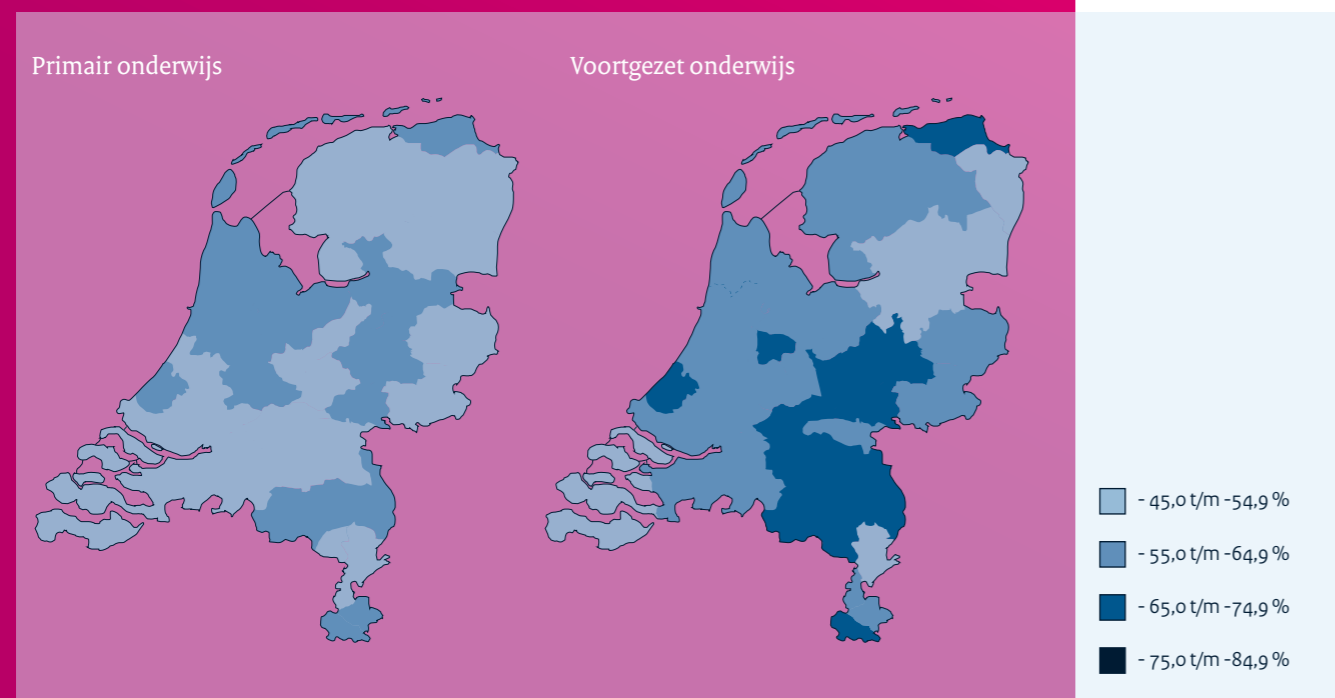 Primair onderwijs
Voortgezet onderwijs
- 45,0 t/m -54,9 %
- 55,0 t/m -64,9 %
- 65,0 t/m -74,9 %
- 75,0 t/m -84,9 %